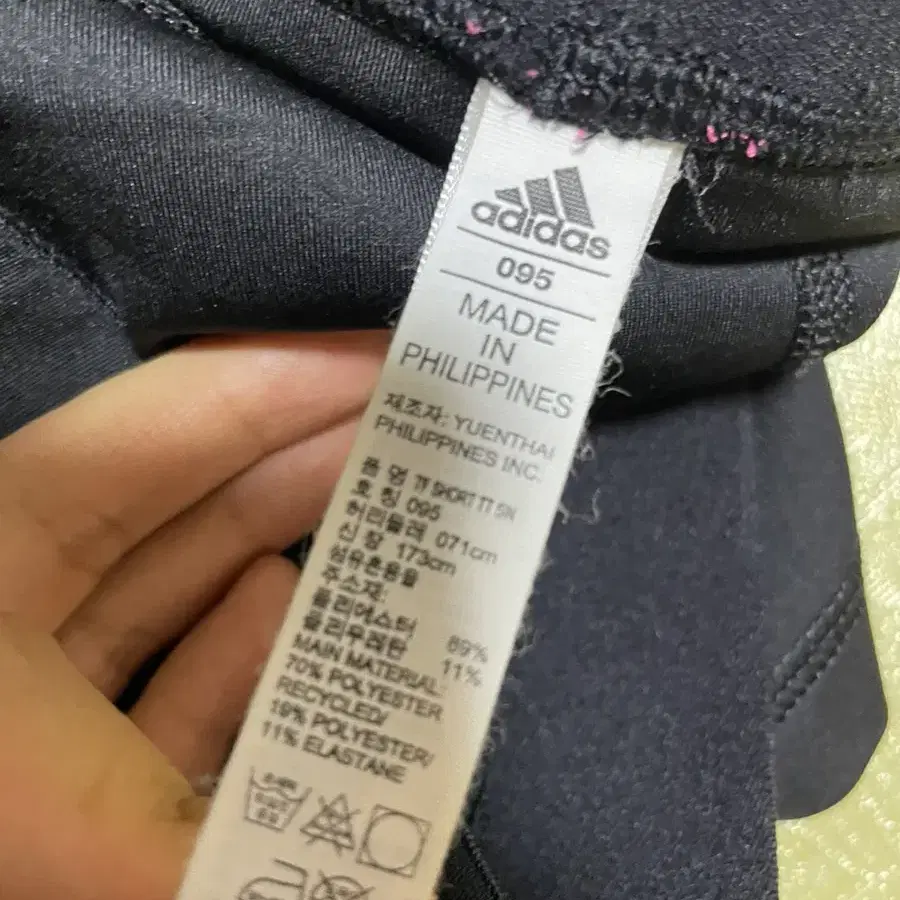 adidas
095
MADE
IN
PHILIPPINES
제조자: YUENTHAI
PHILIPPINES INC.
품 명 TF SHORT TT 5IN
호 칭 095
허리둘레 071cm
신 장 173cm
섬유혼용율
주소재:
폴리에스터 89%
폴리우레탄 11%
MAIN MATERIAL:
70% POLYESTER
RECYCLED/
19% POLYESTER/
11% ELASTANE